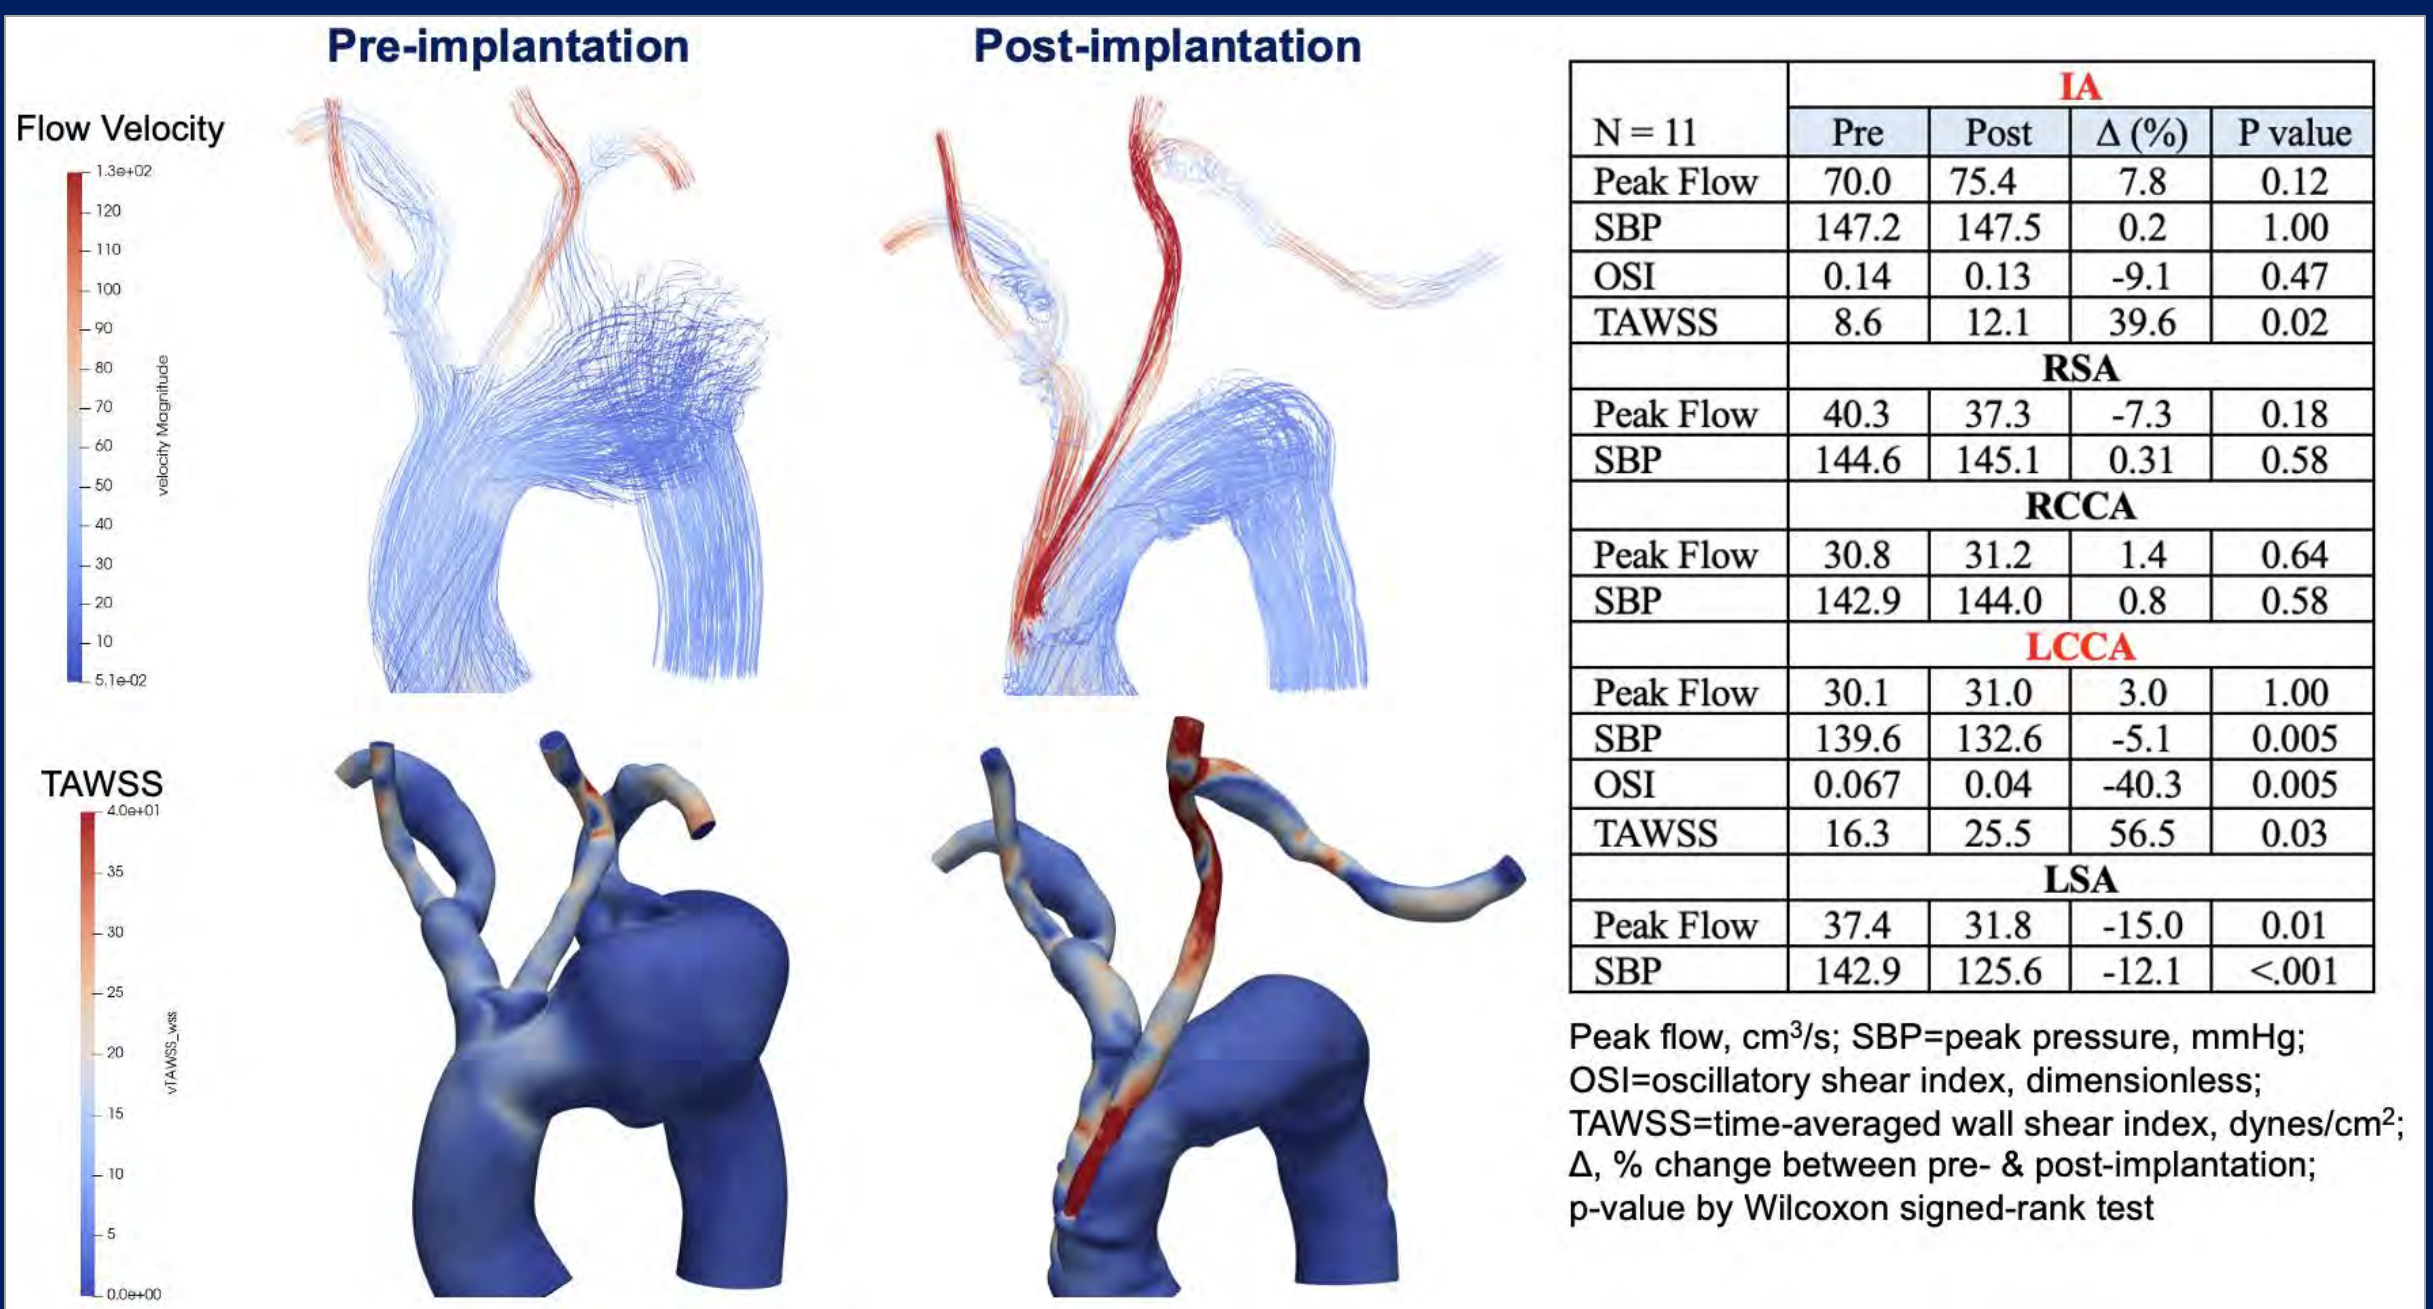 Pre-implantation
Post-implantation
Flow Velocity
1.3e+02
120
110
100
90
80
70
60
50
40
30
20
10
5.1e-02
velocity Magnitude
TAWSS
4.0e+01
35
30
25
20
15
10
5
0.0e+00
vTAWSS_wss
IA
N = 11 Pre Post Δ (%) P value
Peak Flow 70.0 75.4 7.8 0.12
SBP 147.2 147.5 0.2 1.00
OSI 0.14 0.13 -9.1 0.47
TAWSS 8.6 12.1 39.6 0.02
RSA
Peak Flow 40.3 37.3 -7.3 0.18
SBP 144.6 145.1 0.31 0.58
RCCA
Peak Flow 30.8 31.2 1.4 0.64
SBP 142.9 144.0 0.8 0.58
LCCA
Peak Flow 30.1 31.0 3.0 1.00
SBP 139.6 132.6 -5.1 0.005
OSI 0.067 0.04 -40.3 0.005
TAWSS 16.3 25.5 56.5 0.03
LSA
Peak Flow 37.4 31.8 -15.0 0.01
SBP 142.9 125.6 -12.1 <.001
Peak flow, cm³/s; SBP=peak pressure, mmHg;
OSI=oscillatory shear index, dimensionless;
TAWSS=time-averaged wall shear index, dynes/cm²;
Δ, % change between pre- & post-implantation;
p-value by Wilcoxon signed-rank test